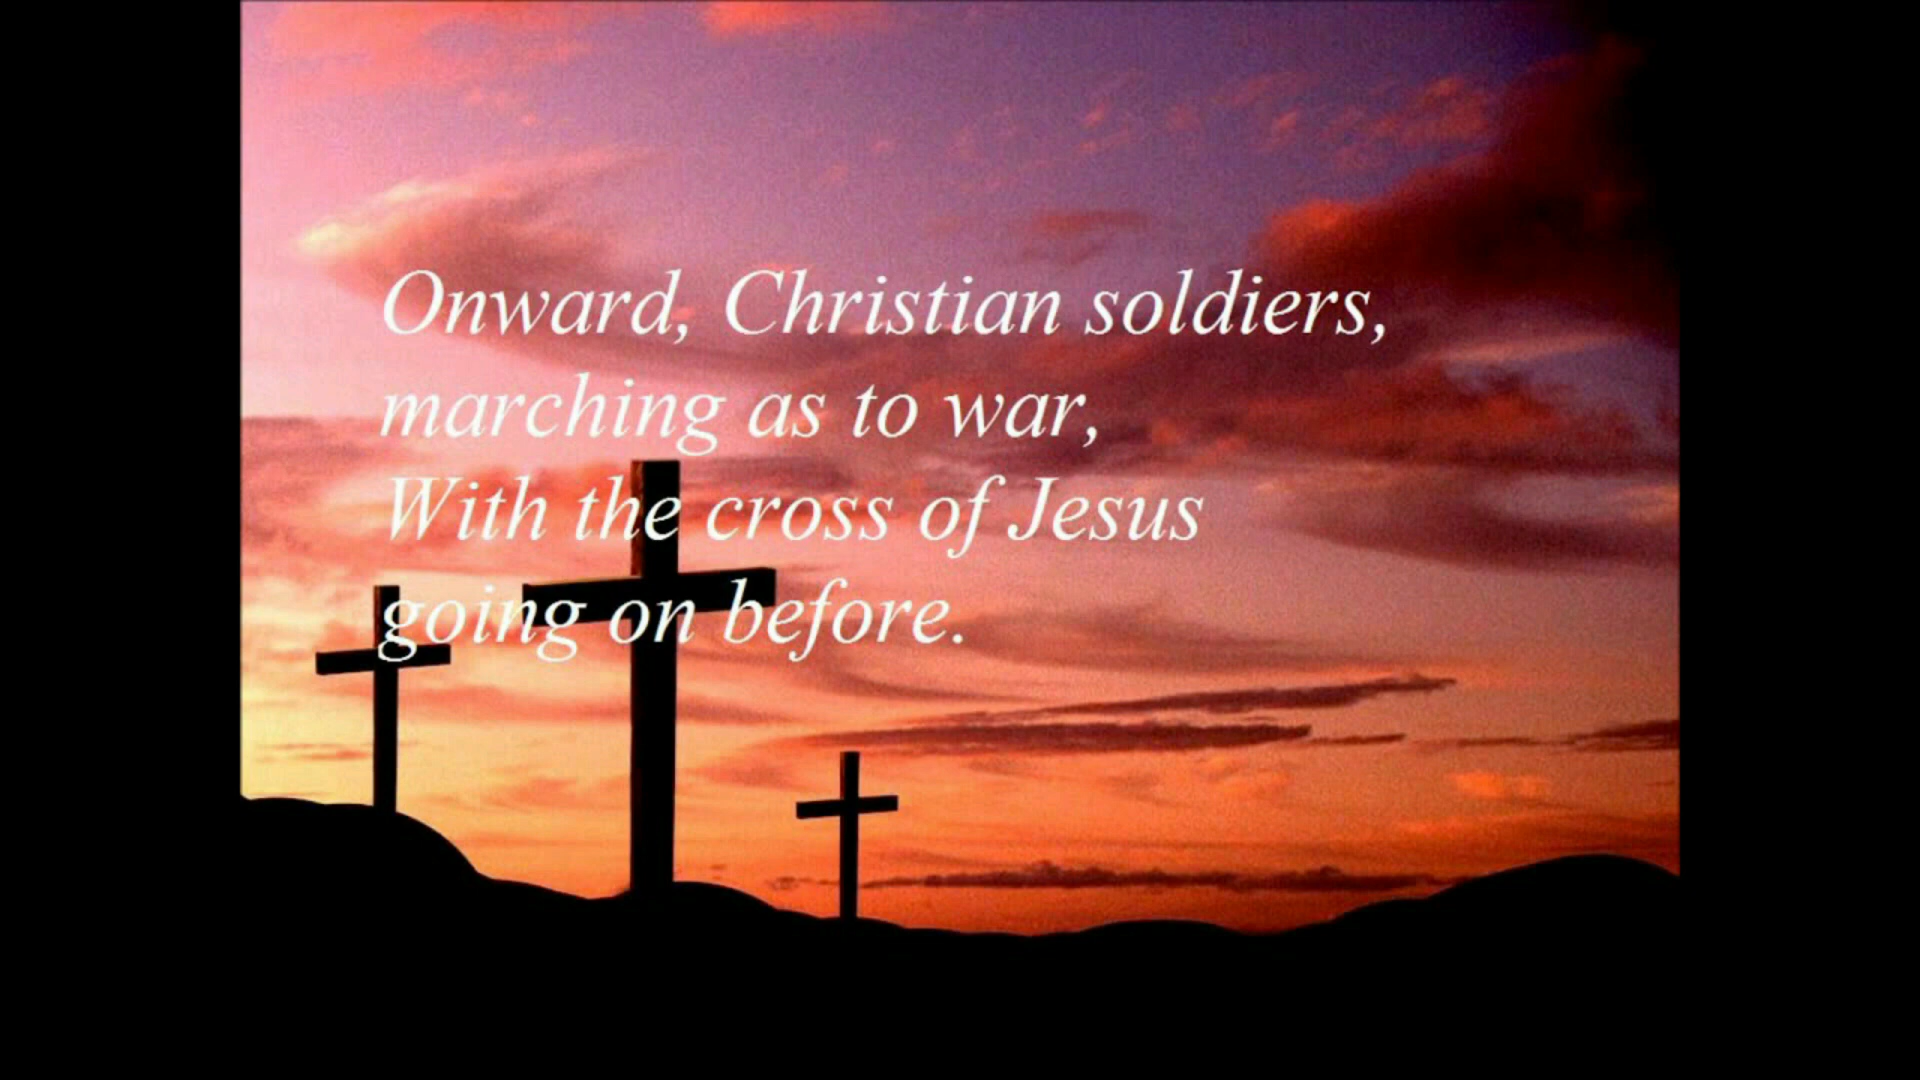 Onward, Christian soldiers,
marching as to war,
With the cross of Jesus
going on before.